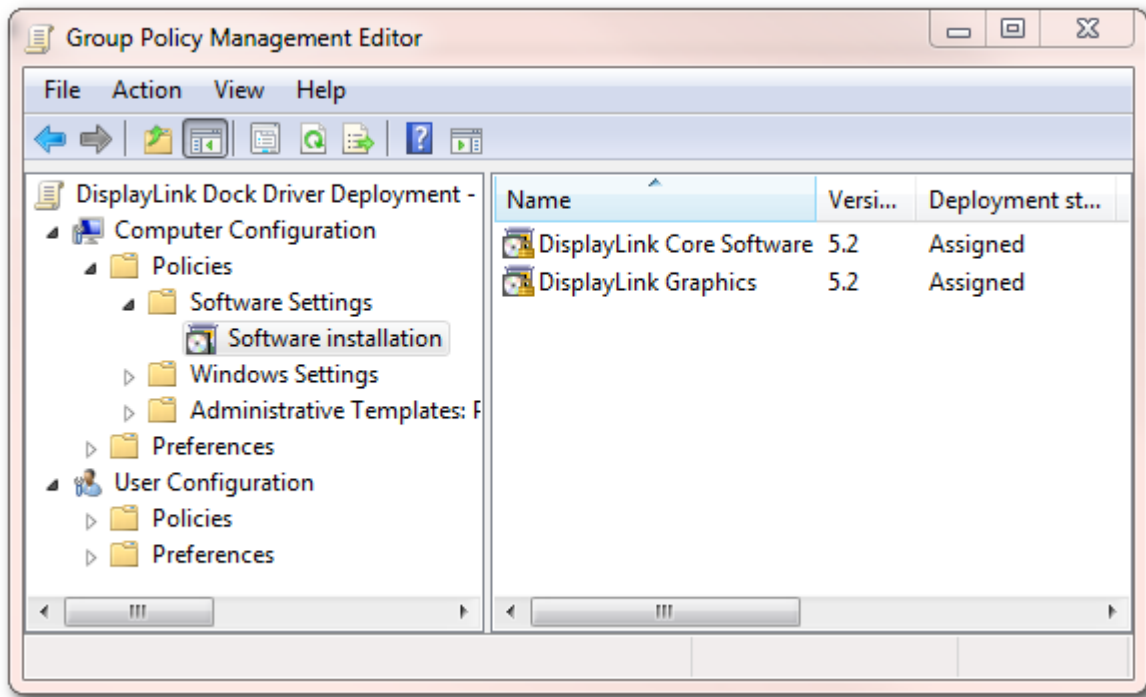 Group Policy Management Editor
File Action View Help
DisplayLink Dock Driver Deployment -
Computer Configuration
Policies
Software Settings
Software installation
Windows Settings
Administrative Templates: P
Preferences
User Configuration
Policies
Preferences
Name Versi... Deployment st...
DisplayLink Core Software 5.2 Assigned
DisplayLink Graphics 5.2 Assigned